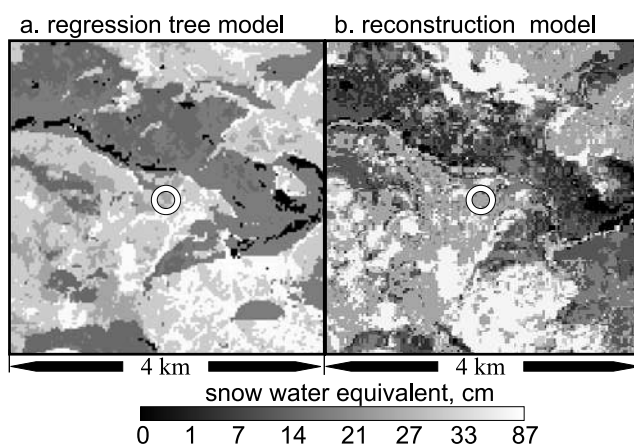 a. regression tree model b. reconstruction model
4 km 4 km
snow water equivalent, cm
0 1 7 14 21 27 33 87